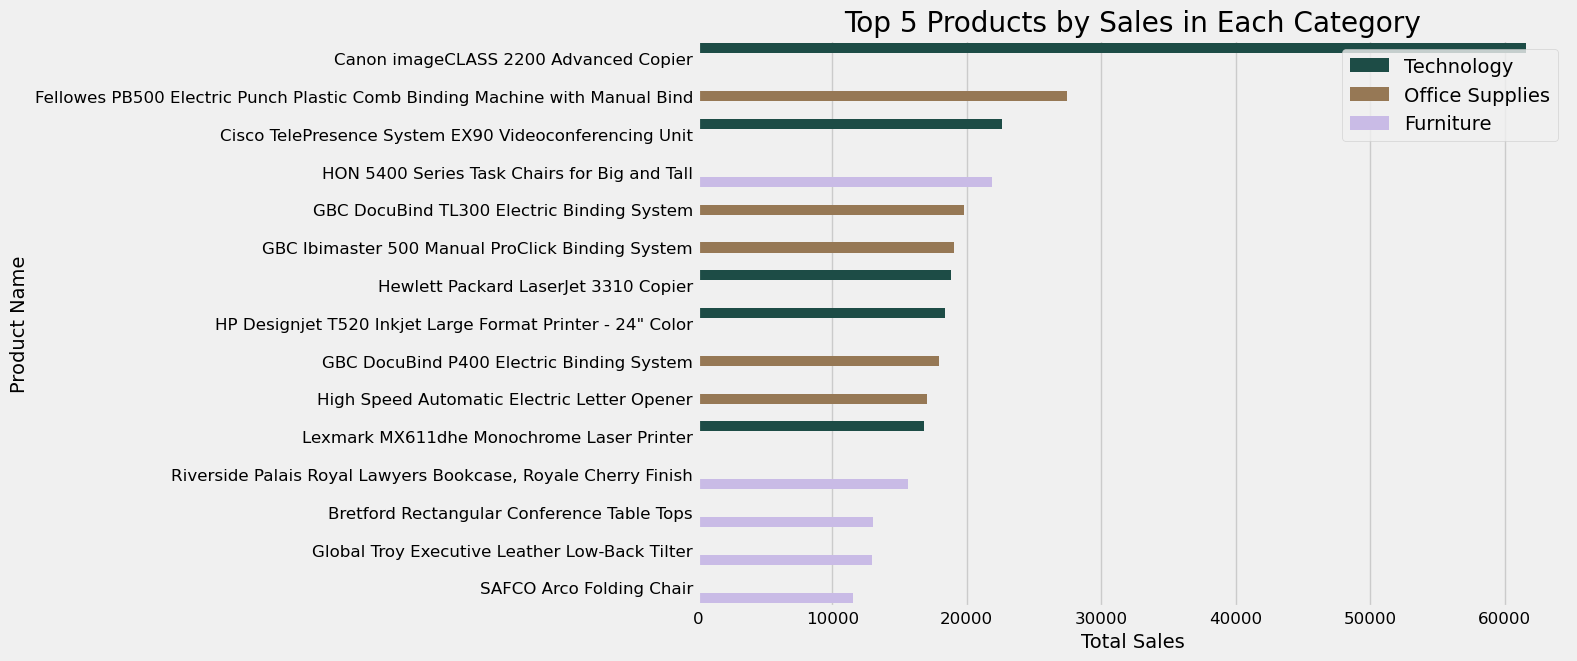 Top 5 Products by Sales in Each Category
Technology
Office Supplies
Furniture
Product Name
Canon imageCLASS 2200 Advanced Copier
Fellowes PB500 Electric Punch Plastic Comb Binding Machine with Manual Bind
Cisco TelePresence System EX90 Videoconferencing Unit
HON 5400 Series Task Chairs for Big and Tall
GBC DocuBind TL300 Electric Binding System
GBC Ibimaster 500 Manual ProClick Binding System
Hewlett Packard LaserJet 3310 Copier
HP Designjet T520 Inkjet Large Format Printer - 24" Color
GBC DocuBind P400 Electric Binding System
High Speed Automatic Electric Letter Opener
Lexmark MX611dhe Monochrome Laser Printer
Riverside Palais Royal Lawyers Bookcase, Royale Cherry Finish
Bretford Rectangular Conference Table Tops
Global Troy Executive Leather Low-Back Tilter
SAFCO Arco Folding Chair
0 10000 20000 30000 40000 50000 60000
Total Sales